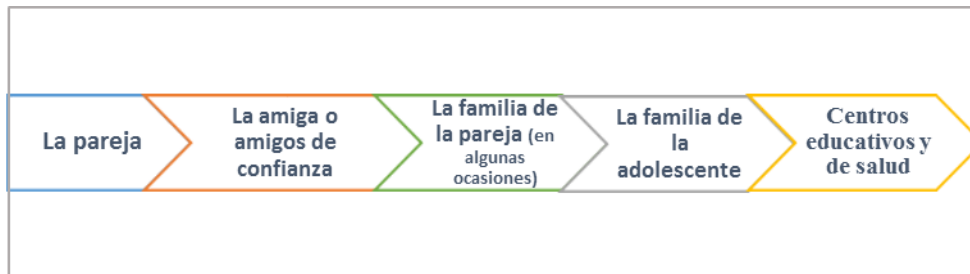 La pareja
La amiga o
amigos de
confianza
La familia de
la pareja (en
algunas
ocasiones)
La familia de
la
adolescente
Centros
educativos y
de salud